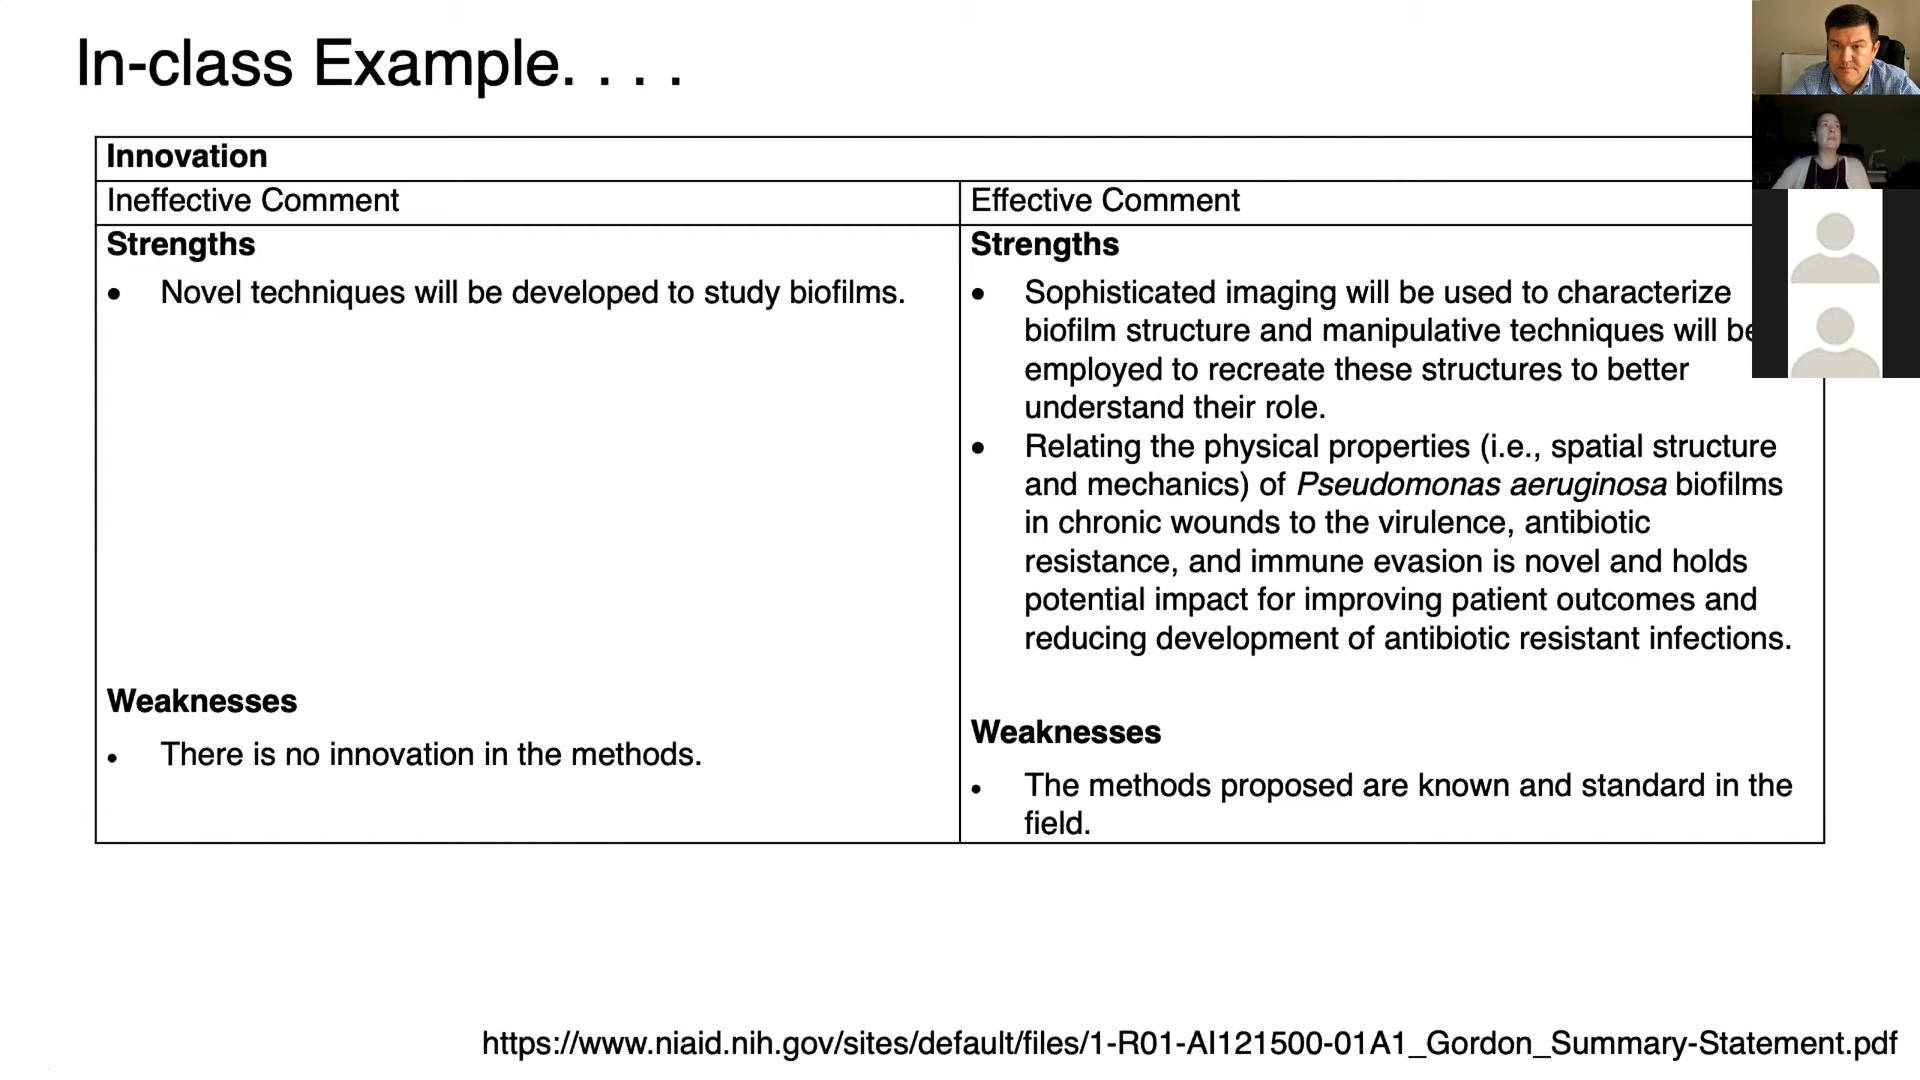 In-class Example. . . .
Innovation
Ineffective Comment
Effective Comment
Strengths
• Novel techniques will be developed to study biofilms.
Weaknesses
• There is no innovation in the methods.
Strengths
• Sophisticated imaging will be used to characterize
biofilm structure and manipulative techniques will be
employed to recreate these structures to better
understand their role.
• Relating the physical properties (i.e., spatial structure
and mechanics) of Pseudomonas aeruginosa biofilms
in chronic wounds to the virulence, antibiotic
resistance, and immune evasion is novel and holds
potential impact for improving patient outcomes and
reducing development of antibiotic resistant infections.
Weaknesses
• The methods proposed are known and standard in the
field.
https://www.niaid.nih.gov/sites/default/files/1-R01-AI121500-01A1_Gordon_Summary-Statement.pdf